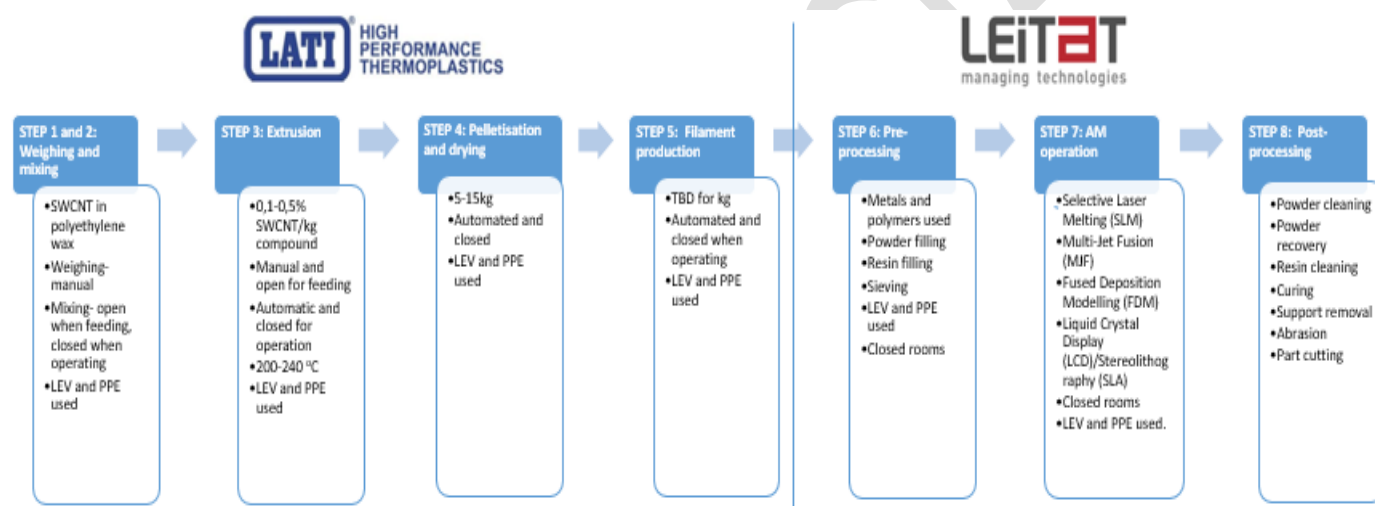 LATI
®
HIGH
PERFORMANCE
THERMOPLASTICS
LEiTAT
managing technologies
STEP 1 and 2:
Weighing and
mixing
•SWCNT in
polyethylene
wax
•Weighing-
manual
•Mixing- open
when feeding,
closed when
operating
•LEV and PPE
used
STEP 3: Extrusion
•0,1-0,5%
SWCNT/kg
compound
•Manual and
open for feeding
•Automatic and
closed for
operation
•200-240 ºC
•LEV and PPE
used
STEP 4: Pelletisation
and drying
•5-15kg
•Automated and
closed
•LEV and PPE
used
STEP 5: Filament
production
•TBD for kg
•Automated and
closed when
operating
•LEV and PPE
used
STEP 6: Pre-
processing
•Metals and
polymers used
•Powder filling
•Resin filling
•Sieving
•LEV and PPE
used
•Closed rooms
STEP 7: AM
operation
•Selective Laser
Melting (SLM)
•Multi-Jet Fusion
(MJF)
•Fused Deposition
Modelling (FDM)
•Liquid Crystal
Display
(LCD)/Stereolithog
raphy (SLA)
•Closed rooms
•LEV and PPE used.
STEP 8: Post-
processing
•Powder cleaning
•Powder
recovery
•Resin cleaning
•Curing
•Support removal
•Abrasion
•Part cutting